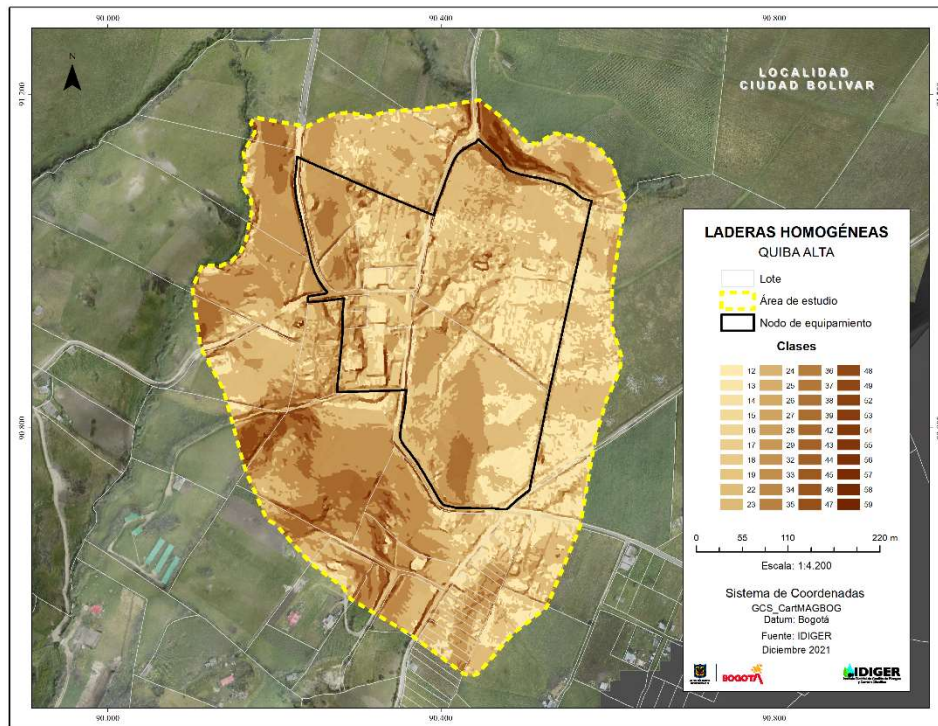 90.000 90.400 90.800
91.200
LOCALIDAD
CIUDAD BOLIVAR
N
LADERAS HOMOGÉNEAS
QUIBA ALTA
Lote
Área de estudio
Nodo de equipamiento
Clases
12 24 36 48
13 25 37 49
14 26 38 52
15 27 39 53
16 28 42 54
17 29 43 55
18 32 44 56
19 33 45 57
22 34 46 58
23 35 47 59
90.800
0 55 110 220 m
Escala: 1:4.200
Sistema de Coordenadas
GCS_CartMAGBOG
Datum: Bogotá
Fuente: IDIGER
Diciembre 2021
BOGOTÁ
IDIGER
90.000 90.400 90.800